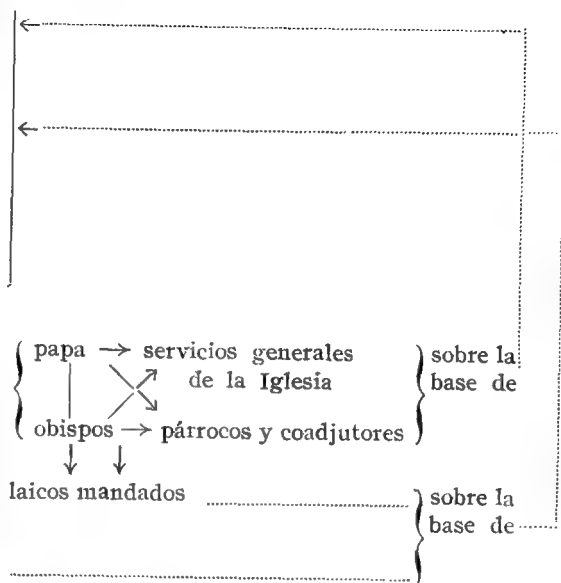 papa → servicios generales sobre la
de la Iglesia base de
obispos → párrocos y coadjutores
laicos mandados sobre la
base de